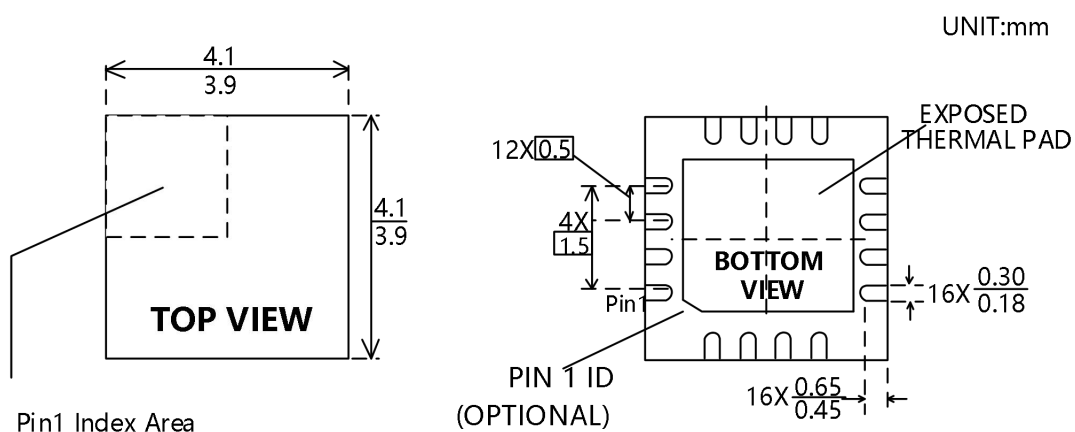 UNIT:mm
4.1
3.9
4.1
3.9
TOP VIEW
Pin1 Index Area
EXPOSED
THERMAL PAD
12X 0.5
4X
1.5
BOTTOM
VIEW
Pin1
16X 0.30
0.18
PIN 1 ID
(OPTIONAL)
16X 0.65
0.45